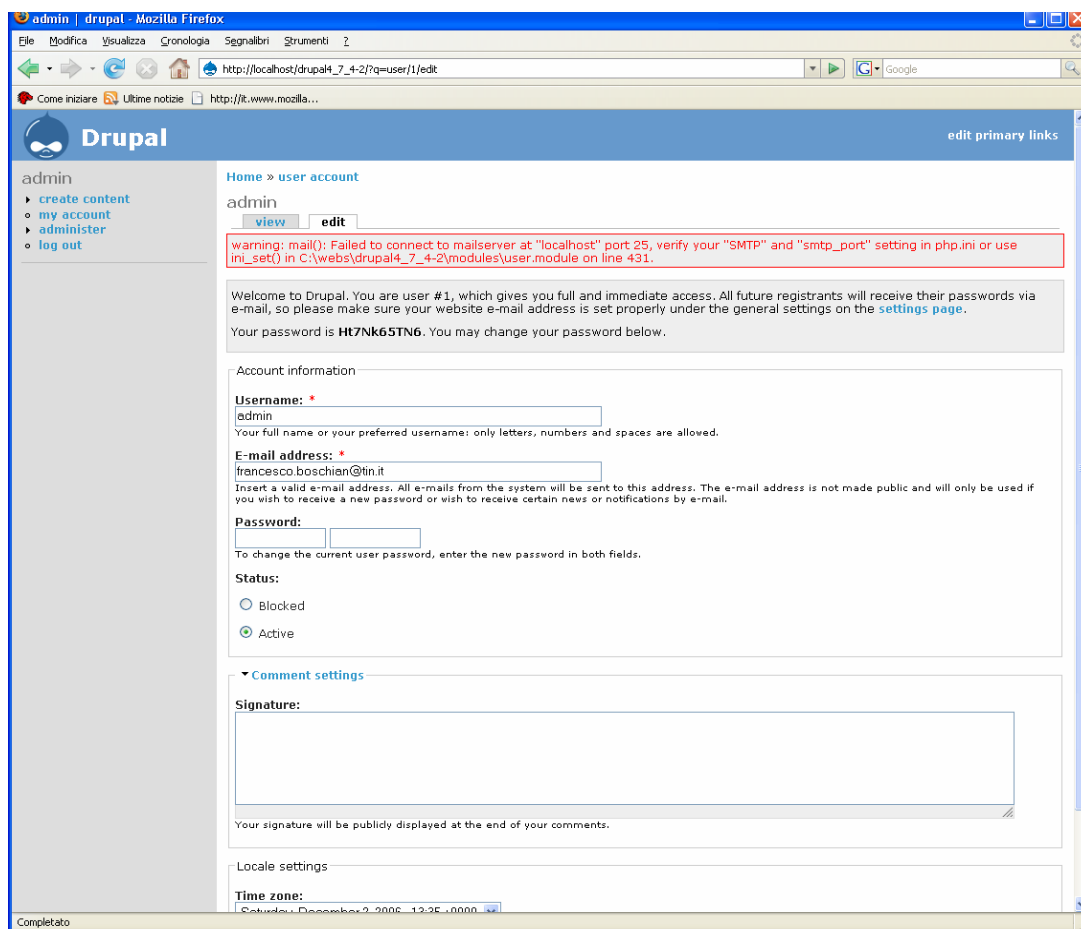 admin | drupal - Mozilla Firefox
File Modifica Visualizza Cronologia Segnalibri Strumenti ?
http://localhost/drupal4_7_4-2/?q=user/1/edit
G Google
Come iniziare Ultime notizie http://it.www.mozilla...
Drupal
edit primary links
admin
create content
my account
administer
log out
Home » user account
admin
view edit
warning: mail(): Failed to connect to mailserver at "localhost" port 25, verify your "SMTP" and "smtp_port" setting in php.ini or use
ini_set() in C:\webs\drupal4_7_4-2\modules\user.module on line 431.
Welcome to Drupal. You are user #1, which gives you full and immediate access. All future registrants will receive their passwords via
e-mail, so please make sure your website e-mail address is set properly under the general settings on the settings page.
Your password is Ht7Nk65TN6. You may change your password below.
Account information
Username: *
admin
Your full name or your preferred username: only letters, numbers and spaces are allowed.
E-mail address: *
francesco.boschian@tin.it
Insert a valid e-mail address. All e-mails from the system will be sent to this address. The e-mail address is not made public and will only be used if
you wish to receive a new password or wish to receive certain news or notifications by e-mail.
Password:
To change the current user password, enter the new password in both fields.
Status:
Blocked
Active
Comment settings
Signature:
Your signature will be publicly displayed at the end of your comments.
Locale settings
Time zone:
Saturday, December 2, 2006 - 13:35 +0000
Completato